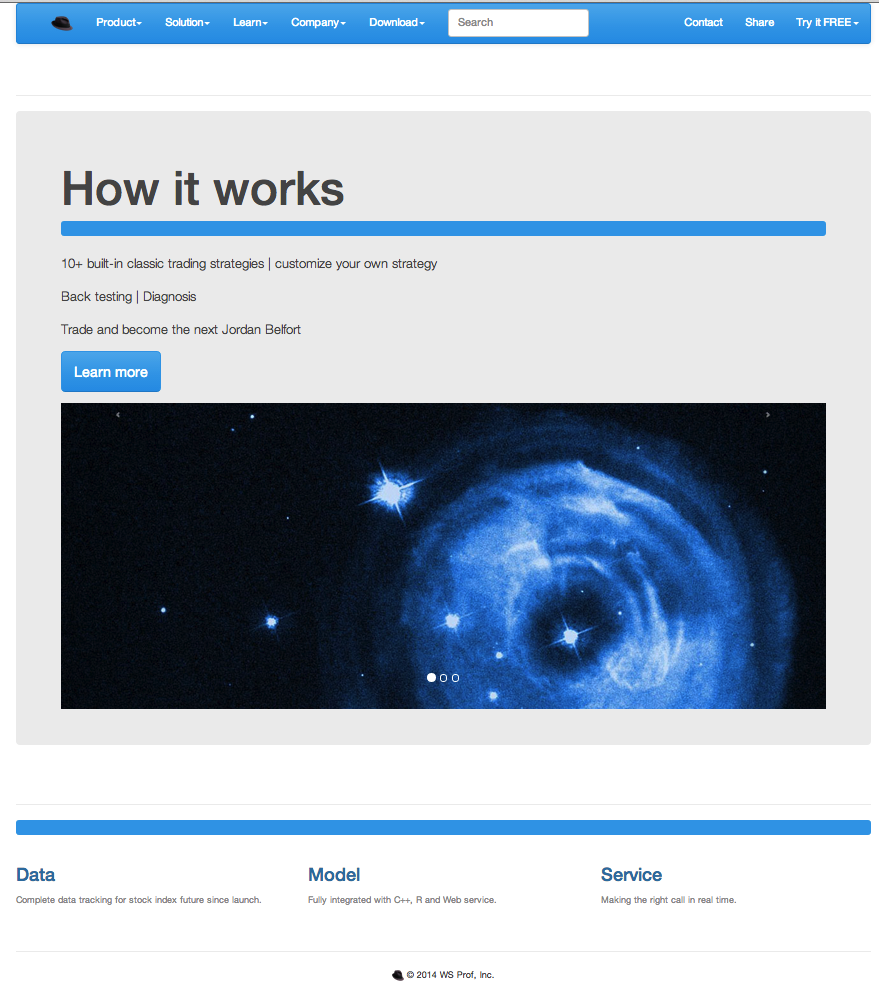 Product Solution Learn Company Download Search Contact Share Try it FREE
How it works
10+ built-in classic trading strategies | customize your own strategy
Back testing | Diagnosis
Trade and become the next Jordan Belfort
Learn more
Data Model Service
Complete data tracking for stock index future since launch. Fully integrated with C++, R and Web service. Making the right call in real time.
© 2014 WS Prof, Inc.